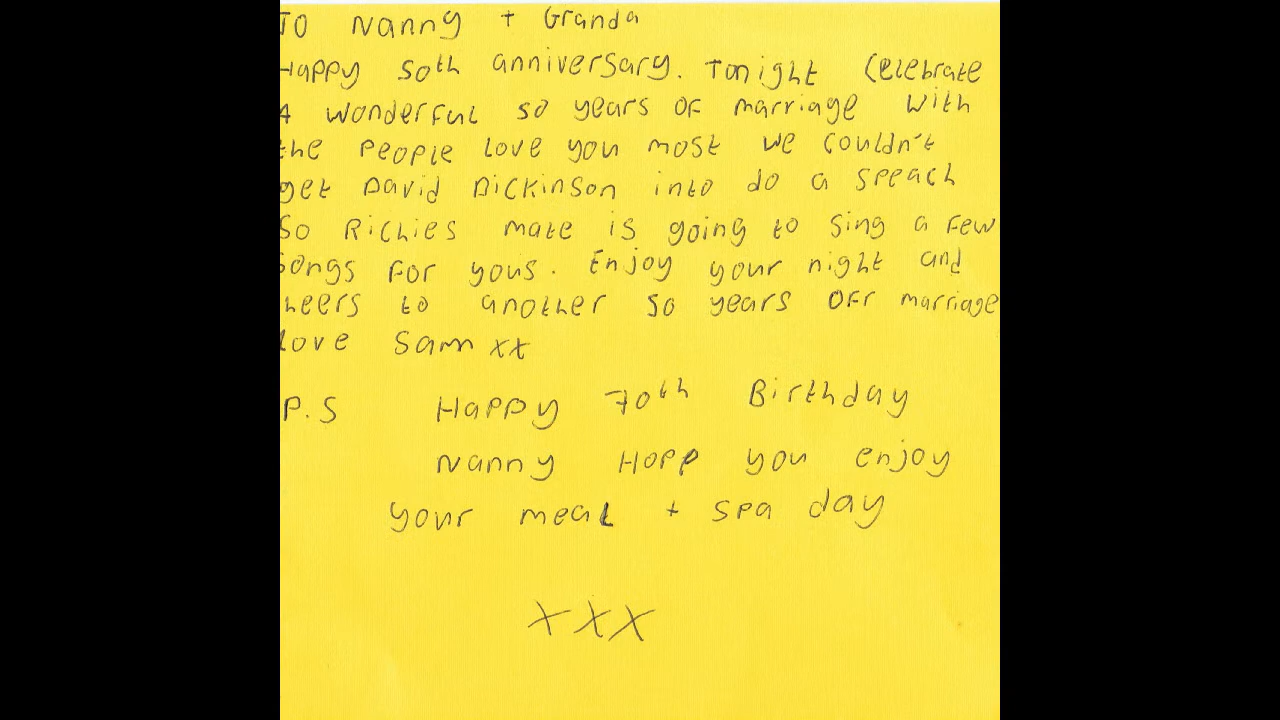 To Nanny + Granda
Happy 50th anniversary. Tonight Celebrate
A wonderful 50 years OF marriage with
the People Love you most we couldn't
get David Dickinson into do a speach
So Richies mate is going to sing a few
Songs for yous. Enjoy your night and
heers to another 50 years OFr marriage
Love Sam xx
P.S Happy 70th Birthday
Nanny Hope you enjoy
your meal + spa day
XXX